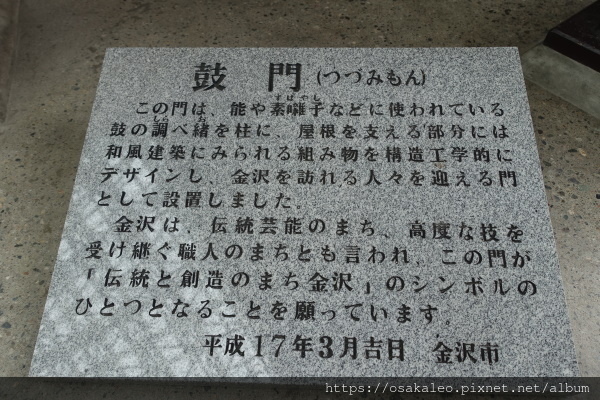 鼓 門(つづみもん)
この門は、能や素囃子などに使われている
鼓の調べ緒を柱に、屋根を支える部分には
和風建築にみられる組み物を構造工学的に
デザインし、金沢を訪れる人々を迎える門
として設置しました。
金沢は、伝統芸能のまち、高度な技を
受け継ぐ職人のまちとも言われ、この門が
「伝統と創造のまち金沢」のシンボルの
ひとつとなることを願っています。
平成17年3月吉日 金沢市
https://osakaleo.pixnet.net/album